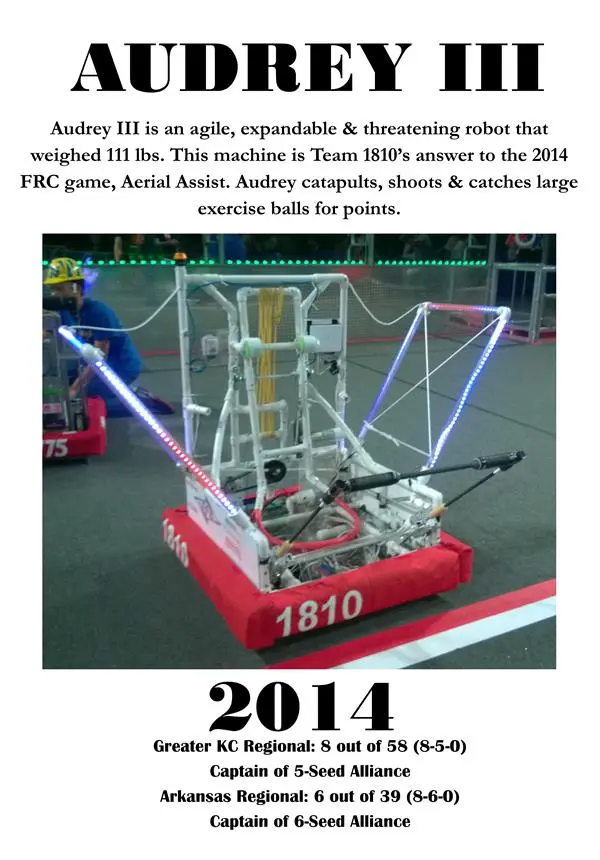 AUDREY III
Audrey III is an agile, expandable & threatening robot that
weighed 111 lbs. This machine is Team 1810's answer to the 2014
FRC game, Aerial Assist. Audrey catapults, shoots & catches large
exercise balls for points.
75
1810
1810
2014
Greater KC Regional: 8 out of 58 (8-5-0)
Captain of 5-Seed Alliance
Arkansas Regional: 6 out of 39 (8-6-0)
Captain of 6-Seed Alliance